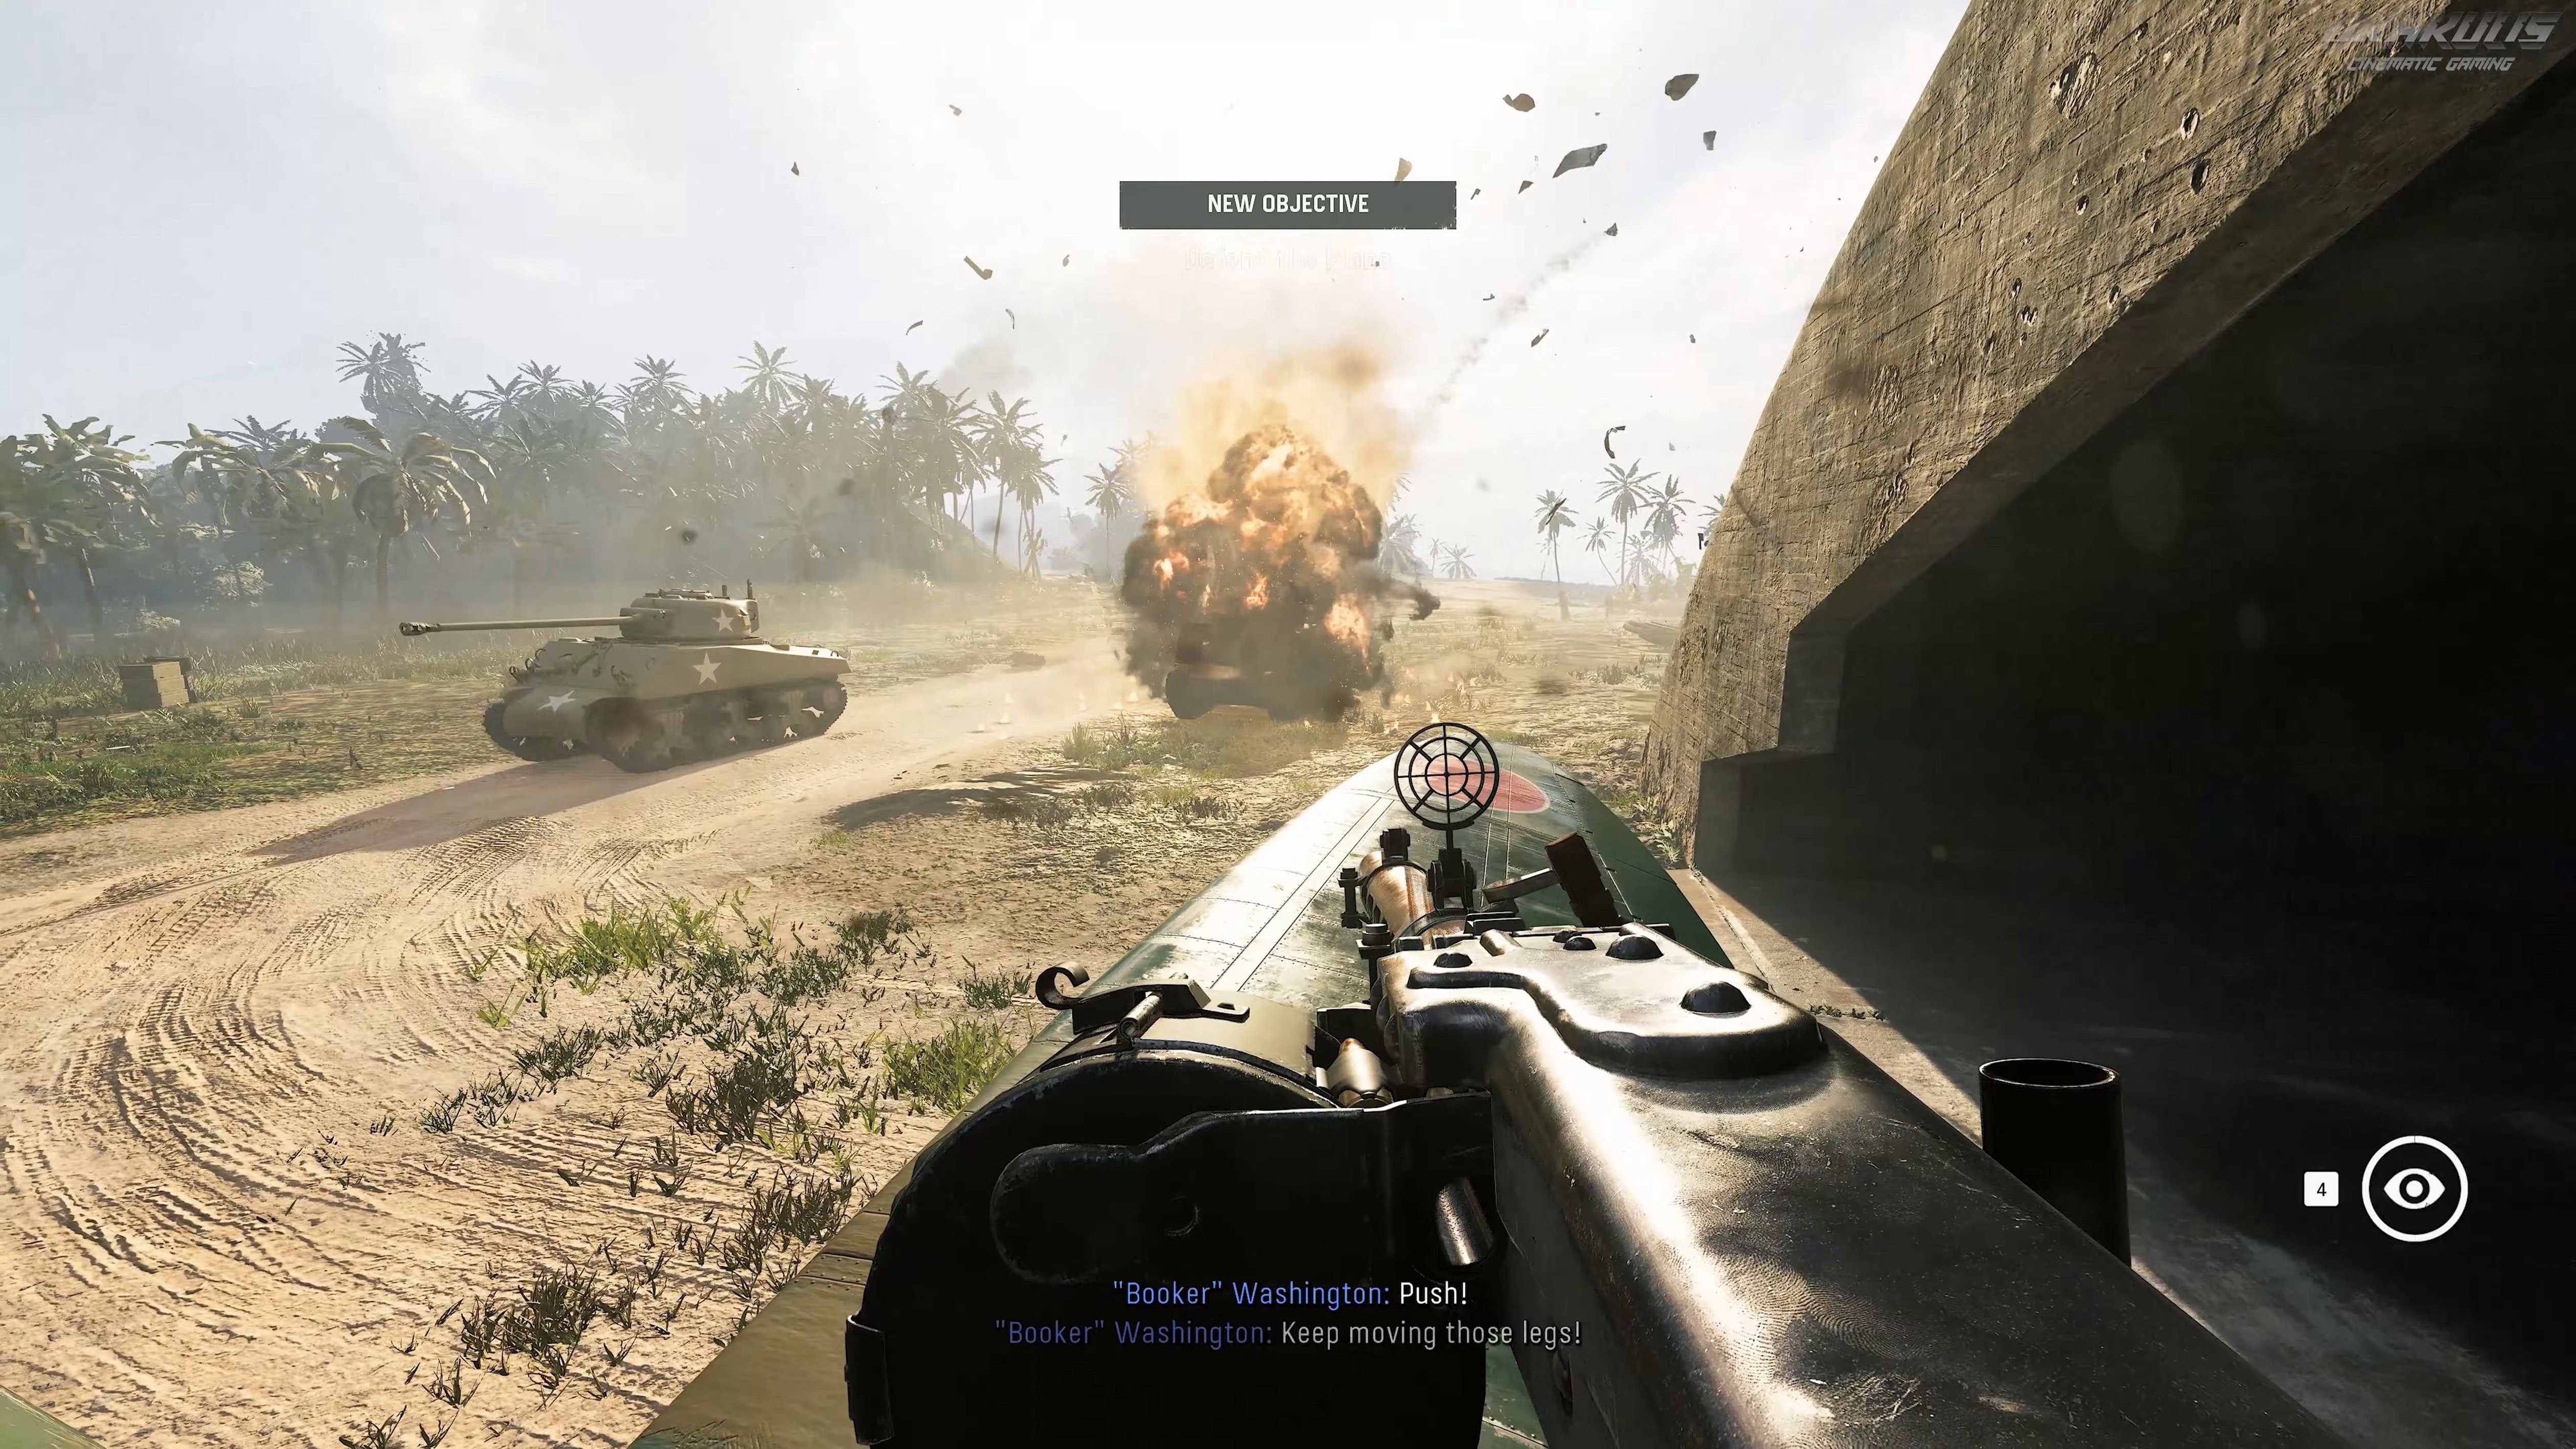 CINEMATIC GAMING
NEW OBJECTIVE
4
"Booker" Washington: Push!
"Booker" Washington: Keep moving those legs!